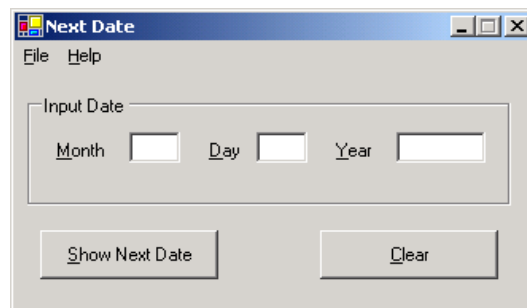 Next Date
File Help
Input Date
Month Day Year
Show Next Date Clear